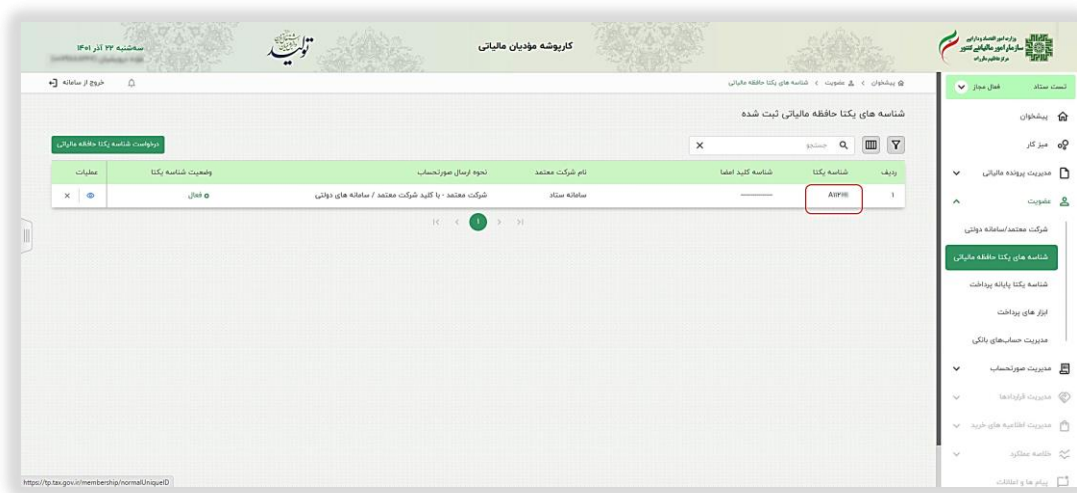 وزارت امور اقتصاد و دارایی
سازمان امور مالیاتی کشور
مرکز تنظیم مقررات
کارپوشه مؤدیان مالیاتی
تولید
سه‌شنبه ۲۲ آذر ۱۴۰۱
تست ستاد
فعال مجاز
پیشخوان > عضویت > شناسه های یکتا حافظه مالیاتی
خروج از سامانه
پیشخوان
میز کار
مدیریت پرونده مالیاتی
عضویت
شرکت معتمد/سامانه دولتی
شناسه های یکتا حافظه مالیاتی
شناسه یکتا پایانه پرداخت
ابزار های پرداخت
مدیریت حساب‌های بانکی
مدیریت صورتحساب
مدیریت قراردادها
مدیریت اظلامیه های خرید
خلاصه عملکرد
پیام ها و اعلانات
شناسه های یکتا حافظه مالیاتی ثبت شده
جستجو
درخواست شناسه یکتا حافظه مالیاتی
ردیف شناسه یکتا شناسه کلید امضا نام شرکت معتمد نحوه ارسال صورتحساب وضعیت شناسه یکتا عملیات
۱ سامانه ستاد شرکت معتمد - با کلید شرکت معتمد / سامانه های دولتی فعال
۱
https://tp.tax.gov.ir/membership/normalUniqueID